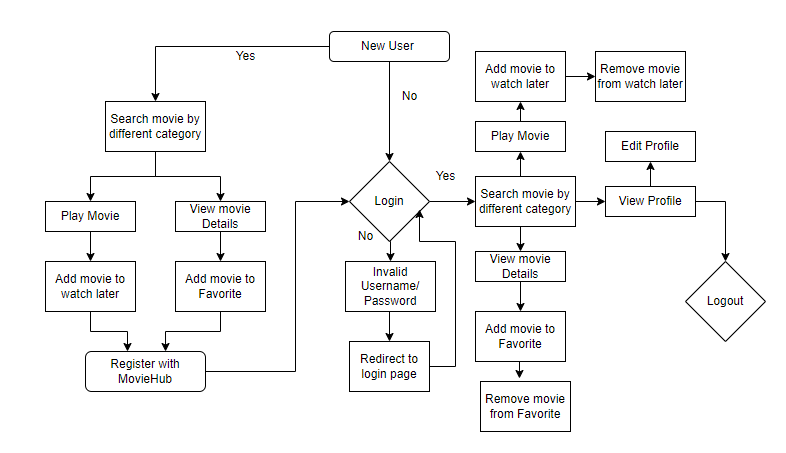 New User
Yes
No
Search movie by
different category
Play Movie
View movie
Details
Add movie to
watch later
Add movie to
Favorite
Register with
MovieHub
Login
Yes
No
Invalid
Username/
Password
Redirect to
login page
Add movie to
watch later
Remove movie
from watch later
Play Movie
Search movie by
different category
View movie
Details
Add movie to
Favorite
Remove movie
from Favorite
Edit Profile
View Profile
Logout